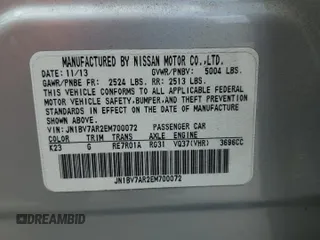 MANUFACTURED BY NISSAN MOTOR CO.,LTD.
DATE: 11/13 GVWR/PNBV: 5004 LBS.
GAWR/PNBE FR: 2524 LBS. RR: 2513 LBS.
THIS VEHICLE CONFORMS TO ALL APPLICABLE FEDERAL
MOTOR VEHICLE SAFETY,BUMPER,AND THEFT PREVENTION
STANDARDS IN EFFECT ON THE DATE OF MANUFACTURE
SHOWN ABOVE.
VIN: JN1BV7AR2EM700072 PASSENGER CAR
COLOR TRIM TRANS AXLE ENGINE
K23 G RE7R01A RG31 VQ37(VHR) 3696CC
JN1BV7AR2EM700072
DREAMBID